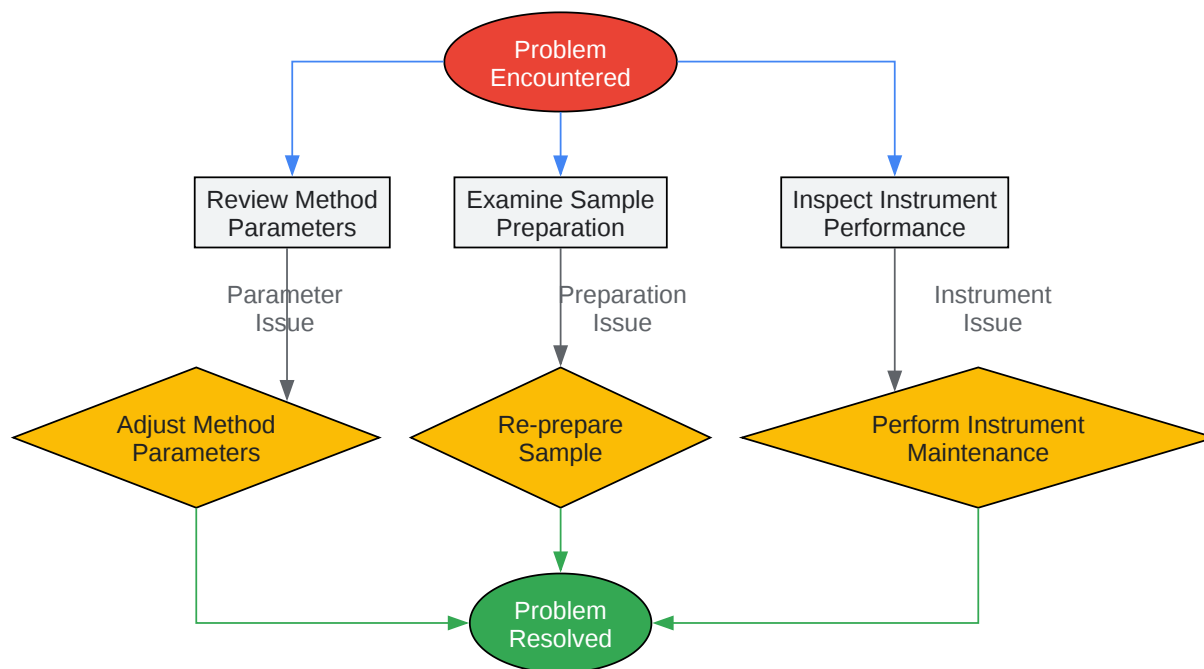 Problem
Encountered
Review Method
Parameters
Examine Sample
Preparation
Inspect Instrument
Performance
Parameter
Issue
Preparation
Issue
Instrument
Issue
Adjust Method
Parameters
Re-prepare
Sample
Perform Instrument
Maintenance
Problem
Resolved